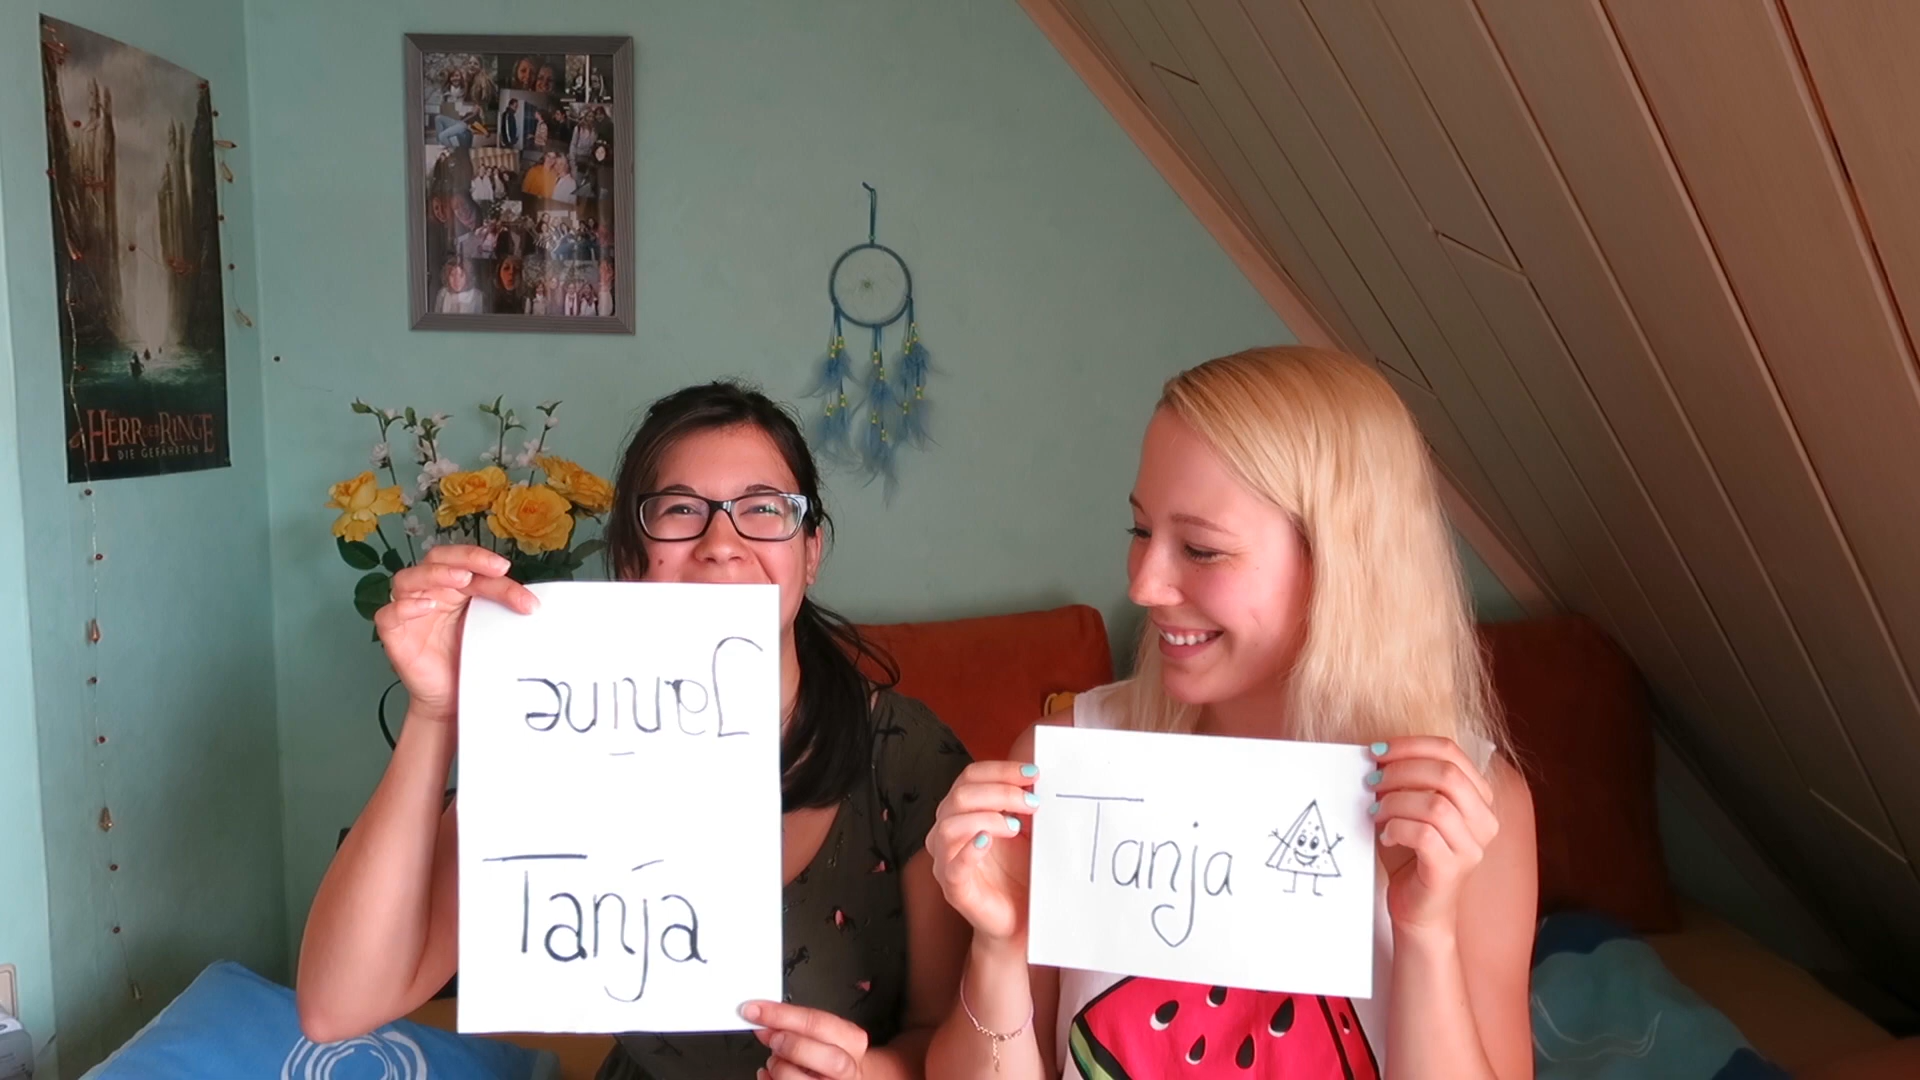 HERR DER RINGE
DIE GEFÄHRTEN
Janine
Tanja
Tanja